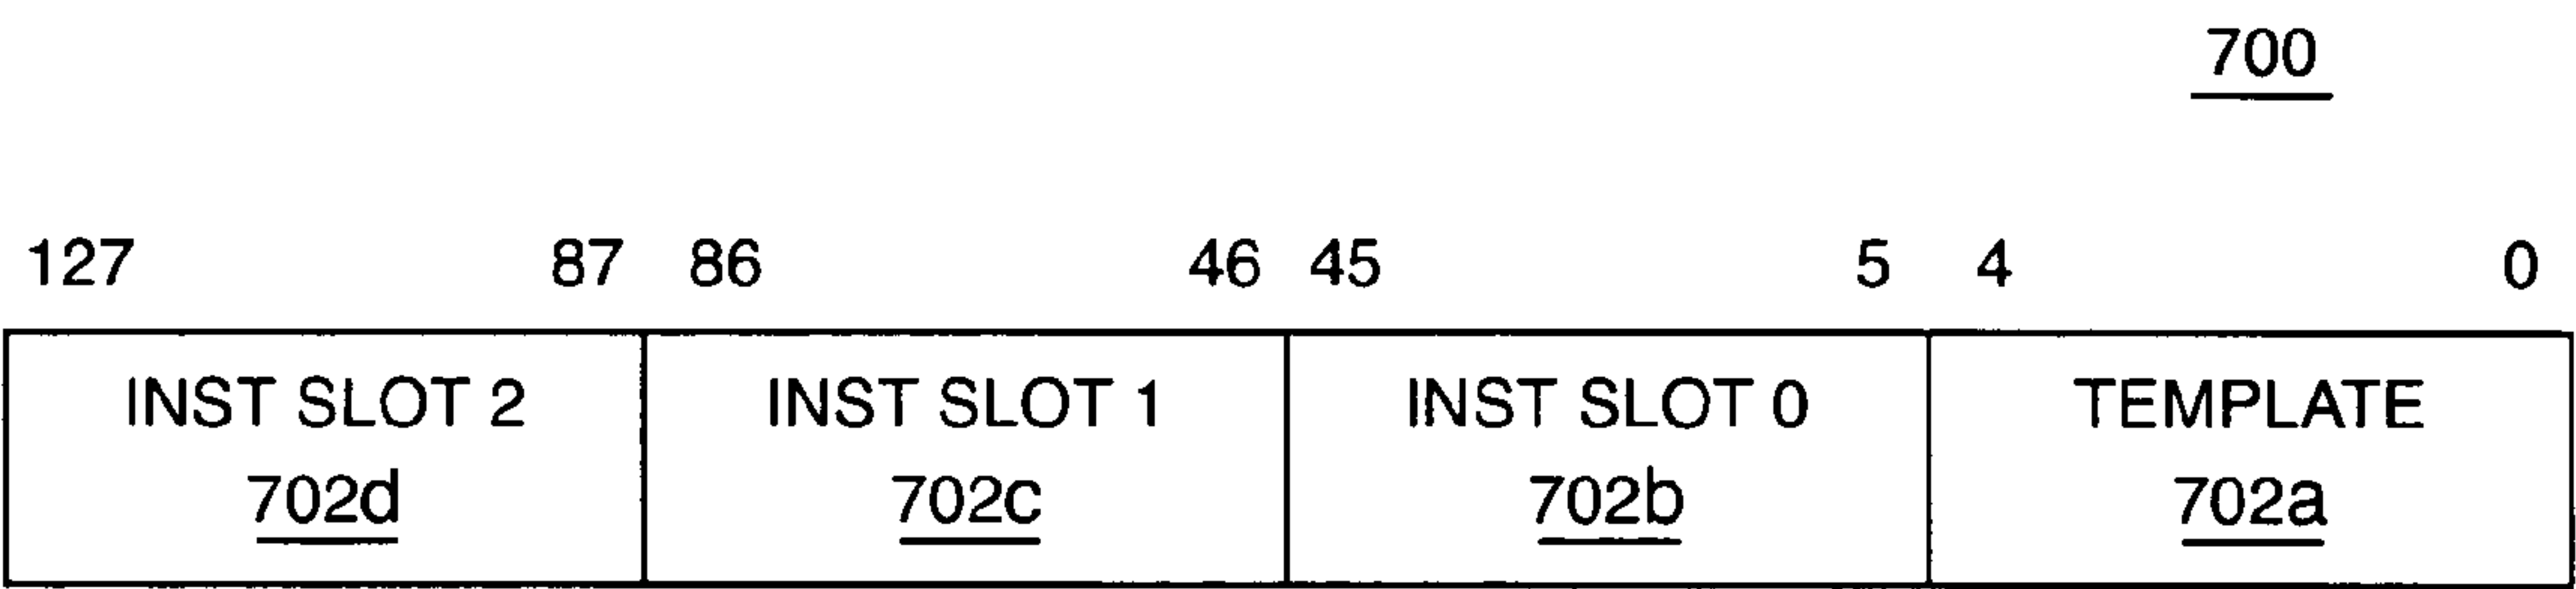 700
127 87 86 46 45 5 4 0
INST SLOT 2 INST SLOT 1 INST SLOT 0 TEMPLATE
702d 702c 702b 702a